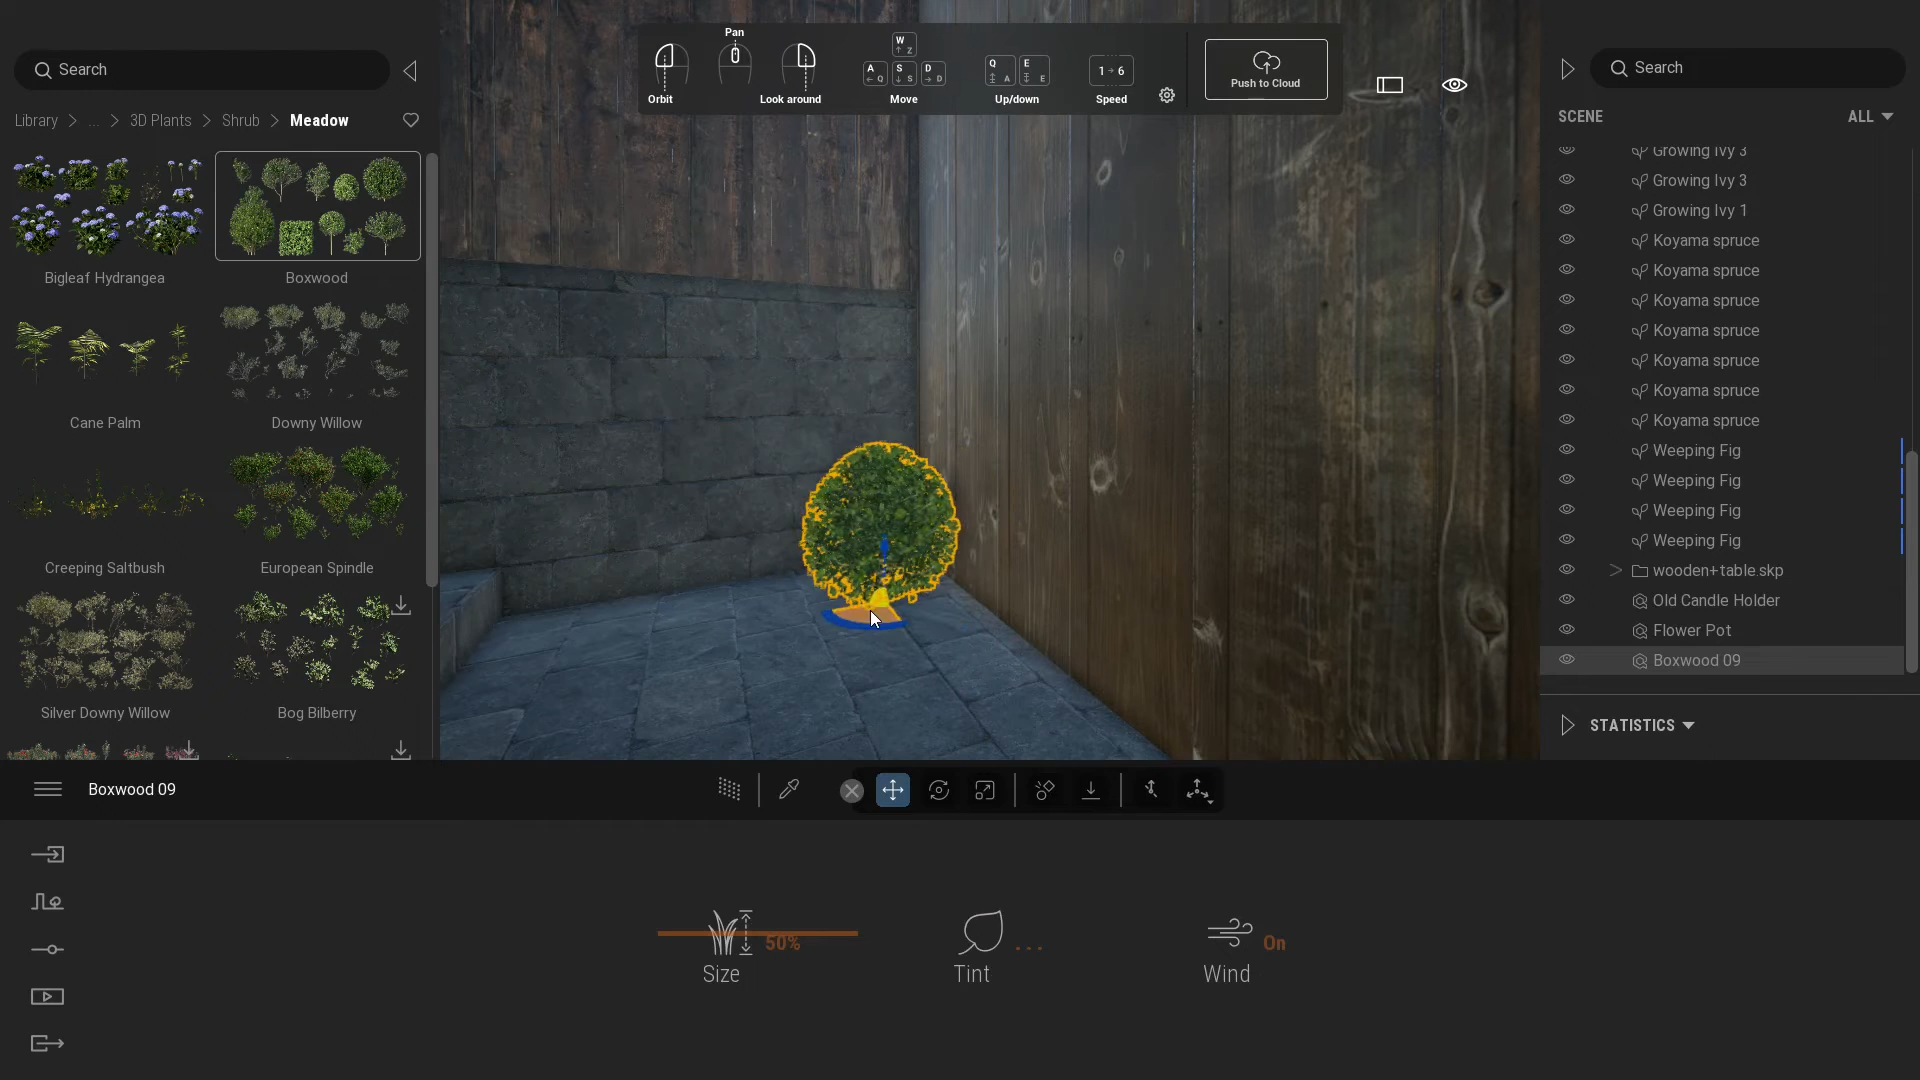 Search
Library > ... > 3D Plants > Shrub > Meadow
Bigleaf Hydrangea
Boxwood
Cane Palm
Downy Willow
Creeping Saltbush
European Spindle
Silver Downy Willow
Bog Bilberry
Pan
Orbit
Look around
W
Z
A
Q
S
S
D
D
Move
Q
A
E
E
Up/down
1 → 6
Speed
Push to Cloud
Search
SCENE
ALL
Growing Ivy 3
Growing Ivy 3
Growing Ivy 1
Koyama spruce
Koyama spruce
Koyama spruce
Koyama spruce
Koyama spruce
Koyama spruce
Koyama spruce
Weeping Fig
Weeping Fig
Weeping Fig
Weeping Fig
wooden+table.skp
Old Candle Holder
Flower Pot
Boxwood 09
STATISTICS
Boxwood 09
50%
Size
...
Tint
On
Wind